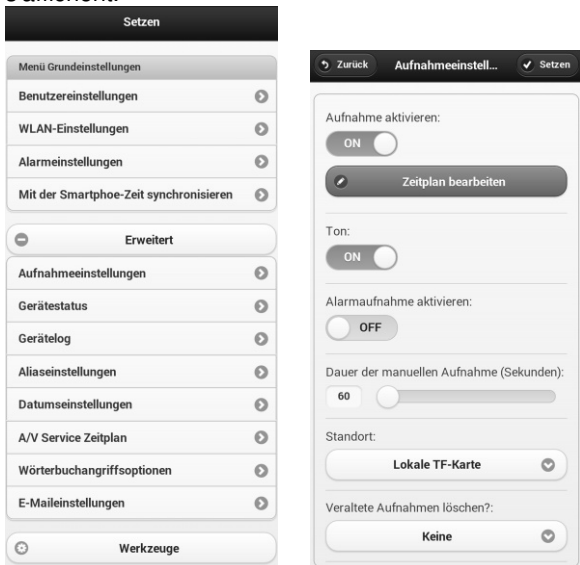 Setzen
Menü Grundeinstellungen
Benutzereinstellungen
WLAN-Einstellungen
Alarmeinstellungen
Mit der Smartphoe-Zeit synchronisieren
Erweitert
Aufnahmeeinstellungen
Gerätestatus
Gerätelog
Aliaseinstellungen
Datumseinstellungen
A/V Service Zeitplan
Wörterbuchangriffsoptionen
E-Maileinstellungen
Werkzeuge
Zurück Aufnahmeeinstell... Setzen
Aufnahme aktivieren:
ON
Zeitplan bearbeiten
Ton:
ON
Alarmaufnahme aktivieren:
OFF
Dauer der manuellen Aufnahme (Sekunden):
60
Standort:
Lokale TF-Karte
Veraltete Aufnahmen löschen?:
Keine